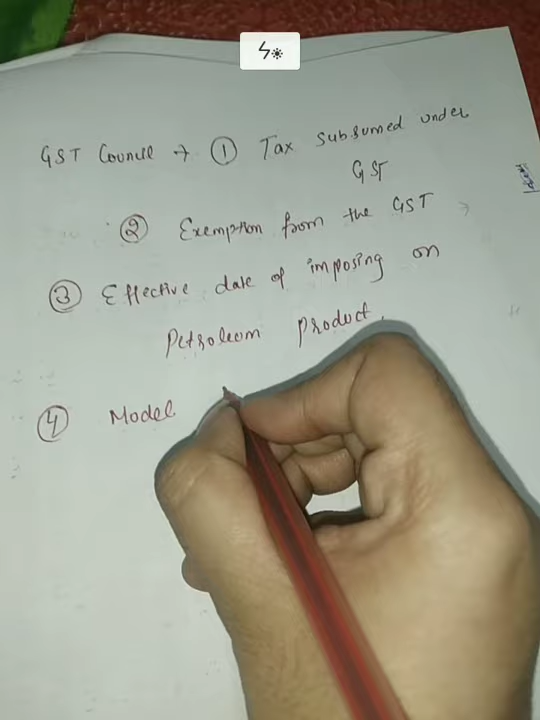 GST Council → ① Tax subsumed under
GST
② Exemption from the GST
③ Effective date of imposing on
Petroleum product.
④ Model